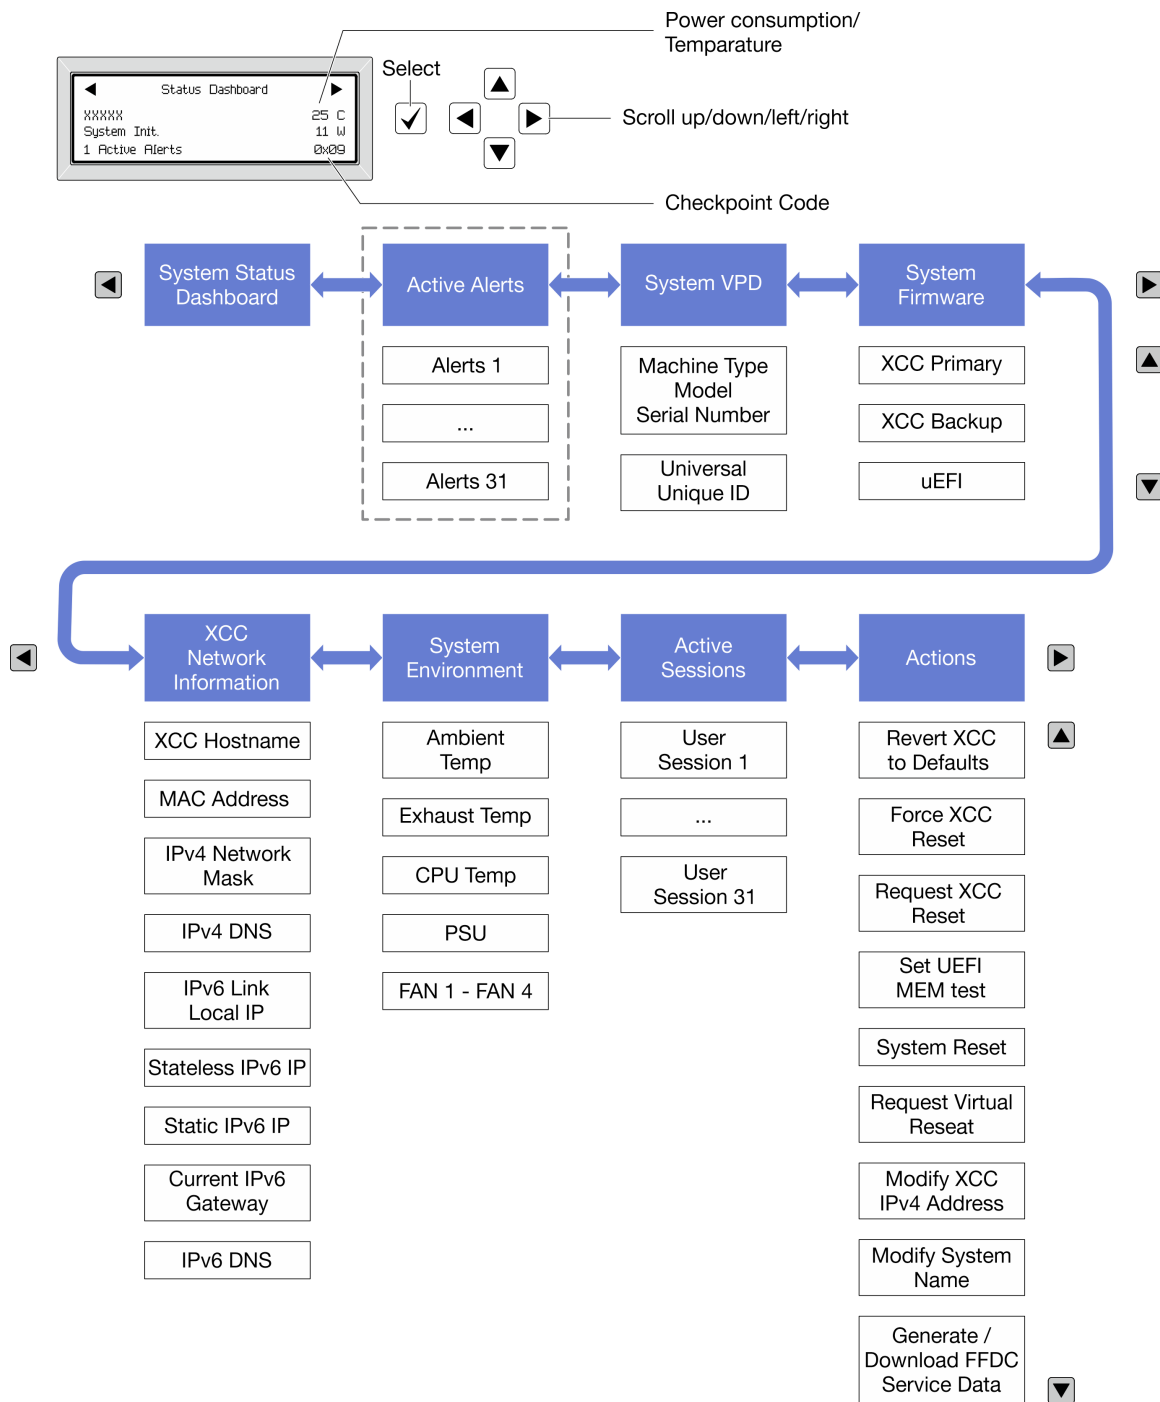 Power consumption/
Temparature
Select
Status Dashboard
XXXXX 25 C
System Init. 11 W
1 Active Alerts 0x09
Scroll up/down/left/right
Checkpoint Code
System Status
Dashboard
Active Alerts
System VPD
System
Firmware
Alerts 1
...
Alerts 31
Machine Type
Model
Serial Number
Universal
Unique ID
XCC Primary
XCC Backup
uEFI
XCC
Network
Information
System
Environment
Active
Sessions
Actions
XCC Hostname
MAC Address
IPv4 Network
Mask
IPv4 DNS
IPv6 Link
Local IP
Stateless IPv6 IP
Static IPv6 IP
Current IPv6
Gateway
IPv6 DNS
Ambient
Temp
Exhaust Temp
CPU Temp
PSU
FAN 1 - FAN 4
User
Session 1
...
User
Session 31
Revert XCC
to Defaults
Force XCC
Reset
Request XCC
Reset
Set UEFI
MEM test
System Reset
Request Virtual
Reseat
Modify XCC
IPv4 Address
Modify System
Name
Generate /
Download FFDC
Service Data